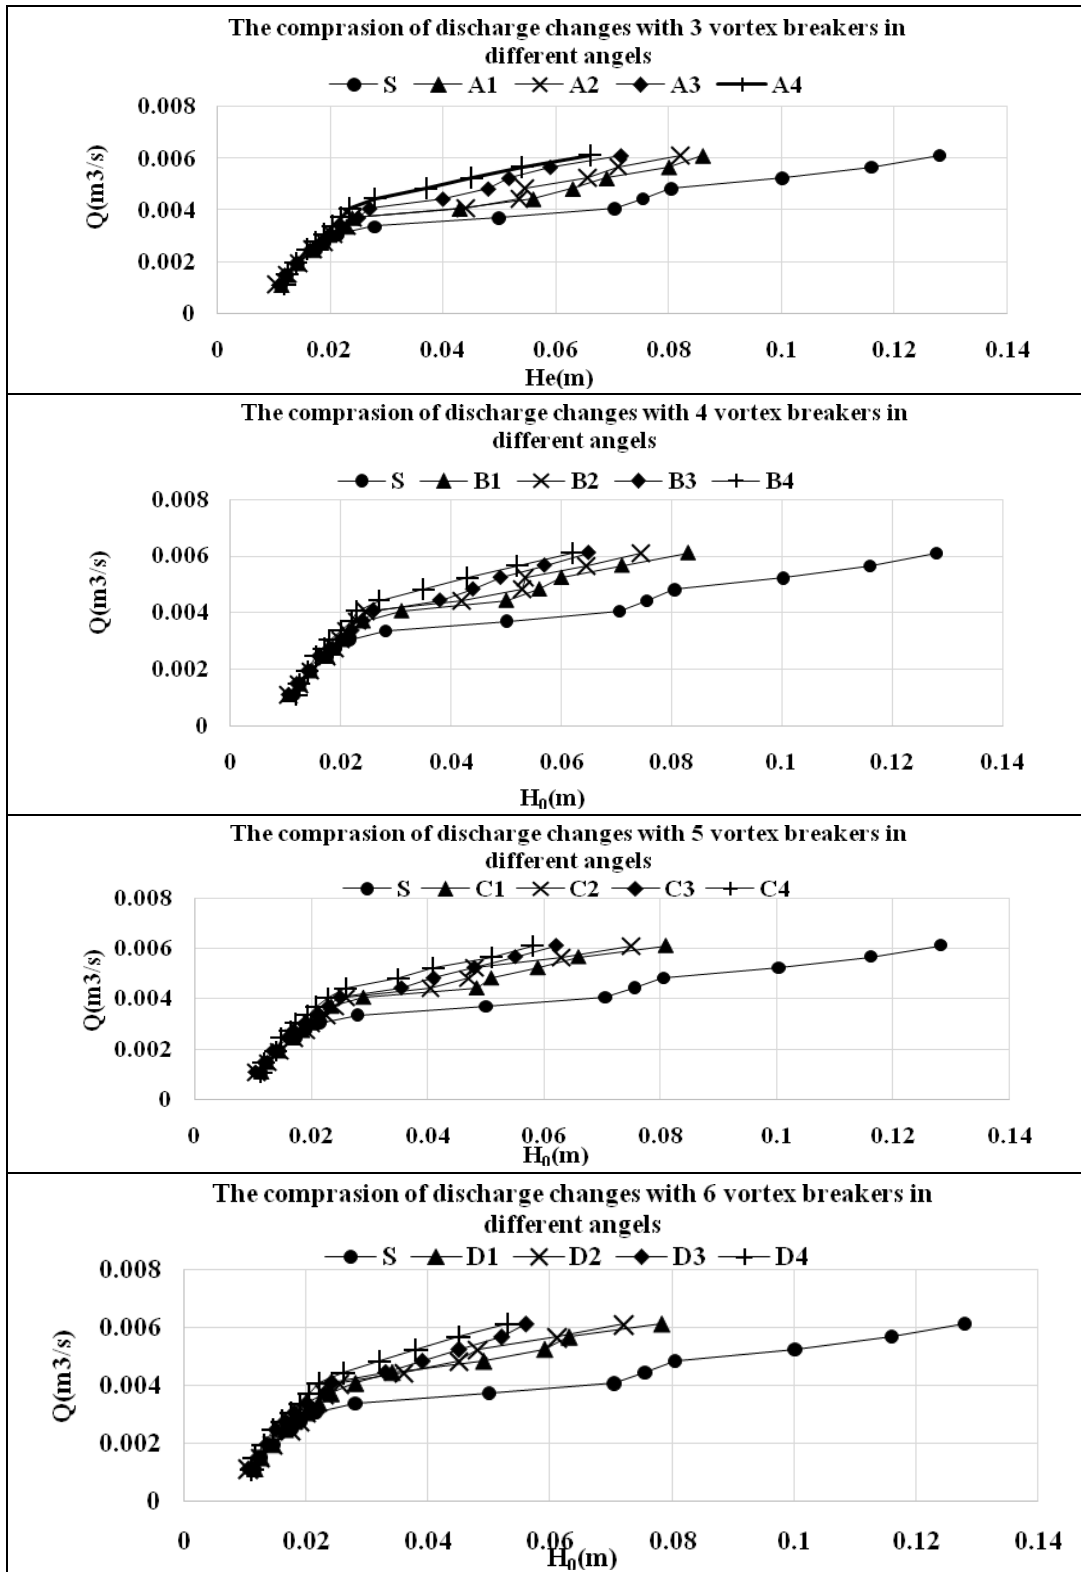 The comprasion of discharge changes with 3 vortex breakers in
different angels
S A1 A2 A3 A4
0.008
0.006
0.004
0.002
0
Q(m3/s)
0 0.02 0.04 0.06 0.08 0.1 0.12 0.14
He(m)
The comprasion of discharge changes with 4 vortex breakers in
different angels
S B1 B2 B3 B4
0.008
0.006
0.004
0.002
0
Q(m3/s)
0 0.02 0.04 0.06 0.08 0.1 0.12 0.14
H₀(m)
The comprasion of discharge changes with 5 vortex breakers in
different angels
S C1 C2 C3 C4
0.008
0.006
0.004
0.002
0
Q(m3/s)
0 0.02 0.04 0.06 0.08 0.1 0.12 0.14
H₀(m)
The comprasion of discharge changes with 6 vortex breakers in
different angels
S D1 D2 D3 D4
0.008
0.006
0.004
0.002
0
Q(m3/s)
0 0.02 0.04 0.06 0.08 0.1 0.12 0.14
H₀(m)